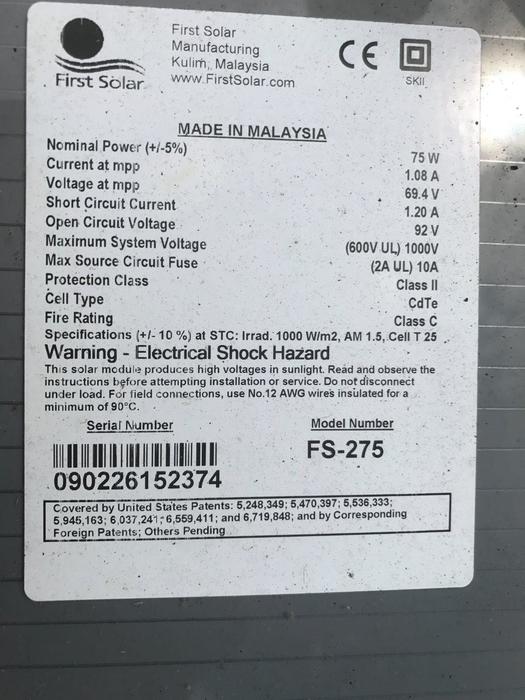 First Solar
First Solar
Manufacturing
Kulim, Malaysia
www.FirstSolar.com
CE
SKII
MADE IN MALAYSIA
Nominal Power (+/-5%) 75 W
Current at mpp 1.08 A
Voltage at mpp 69.4 V
Short Circuit Current 1.20 A
Open Circuit Voltage 92 V
Maximum System Voltage (600V UL) 1000V
Max Source Circuit Fuse (2A UL) 10A
Protection Class Class II
Cell Type CdTe
Fire Rating Class C
Specifications (+/- 10 %) at STC: Irrad. 1000 W/m2, AM 1.5, Cell T 25
Warning - Electrical Shock Hazard
This solar module produces high voltages in sunlight. Read and observe the
instructions before attempting installation or service. Do not disconnect
under load. For field connections, use No.12 AWG wires insulated for a
minimum of 90°C.
Serial Number Model Number
FS-275
090226152374
Covered by United States Patents: 5,248,349; 5,470,397; 5,536,333;
5,945,163; 6,037,241; 6,559,411; and 6,719,848; and by Corresponding
Foreign Patents; Others Pending